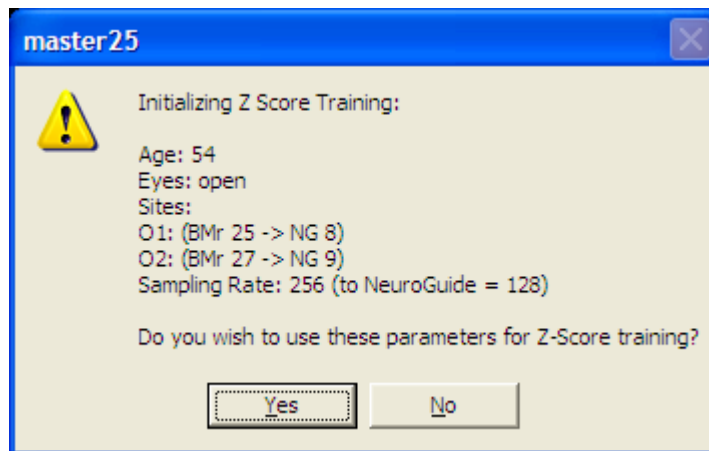 master25
Initializing Z Score Training:
Age: 54
Eyes: open
Sites:
O1: (BMr 25 -> NG 8)
O2: (BMr 27 -> NG 9)
Sampling Rate: 256 (to NeuroGuide = 128)
Do you wish to use these parameters for Z-Score training?
Yes
No